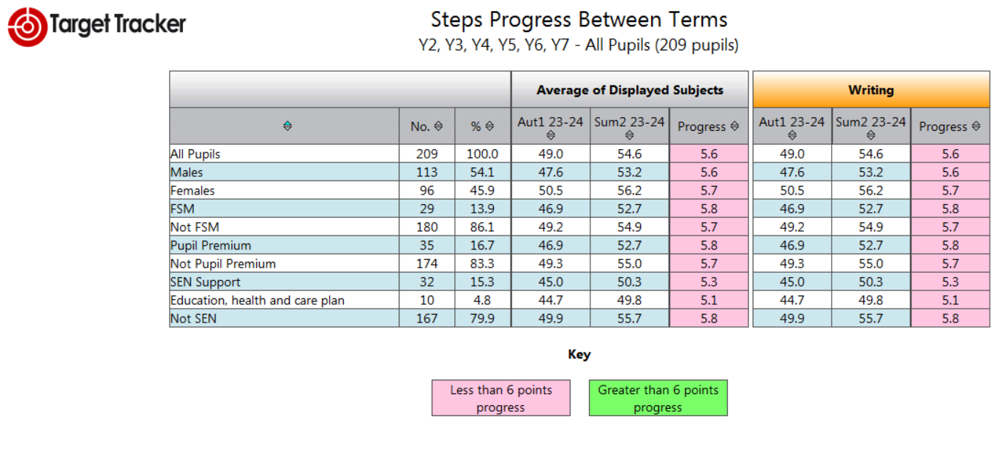 Target Tracker
Steps Progress Between Terms
Y2, Y3, Y4, Y5, Y6, Y7 - All Pupils (209 pupils)
Average of Displayed Subjects Writing
No. % Aut1 23-24 Sum2 23-24 Progress Aut1 23-24 Sum2 23-24 Progress
All Pupils 209 100.0 49.0 54.6 5.6 49.0 54.6 5.6
Males 113 54.1 47.6 53.2 5.6 47.6 53.2 5.6
Females 96 45.9 50.5 56.2 5.7 50.5 56.2 5.7
FSM 29 13.9 46.9 52.7 5.8 46.9 52.7 5.8
Not FSM 180 86.1 49.2 54.9 5.7 49.2 54.9 5.7
Pupil Premium 35 16.7 46.9 52.7 5.8 46.9 52.7 5.8
Not Pupil Premium 174 83.3 49.3 55.0 5.7 49.3 55.0 5.7
SEN Support 32 15.3 45.0 50.3 5.3 45.0 50.3 5.3
Education, health and care plan 10 4.8 44.7 49.8 5.1 44.7 49.8 5.1
Not SEN 167 79.9 49.9 55.7 5.8 49.9 55.7 5.8
Key
Less than 6 points
progress
Greater than 6 points
progress